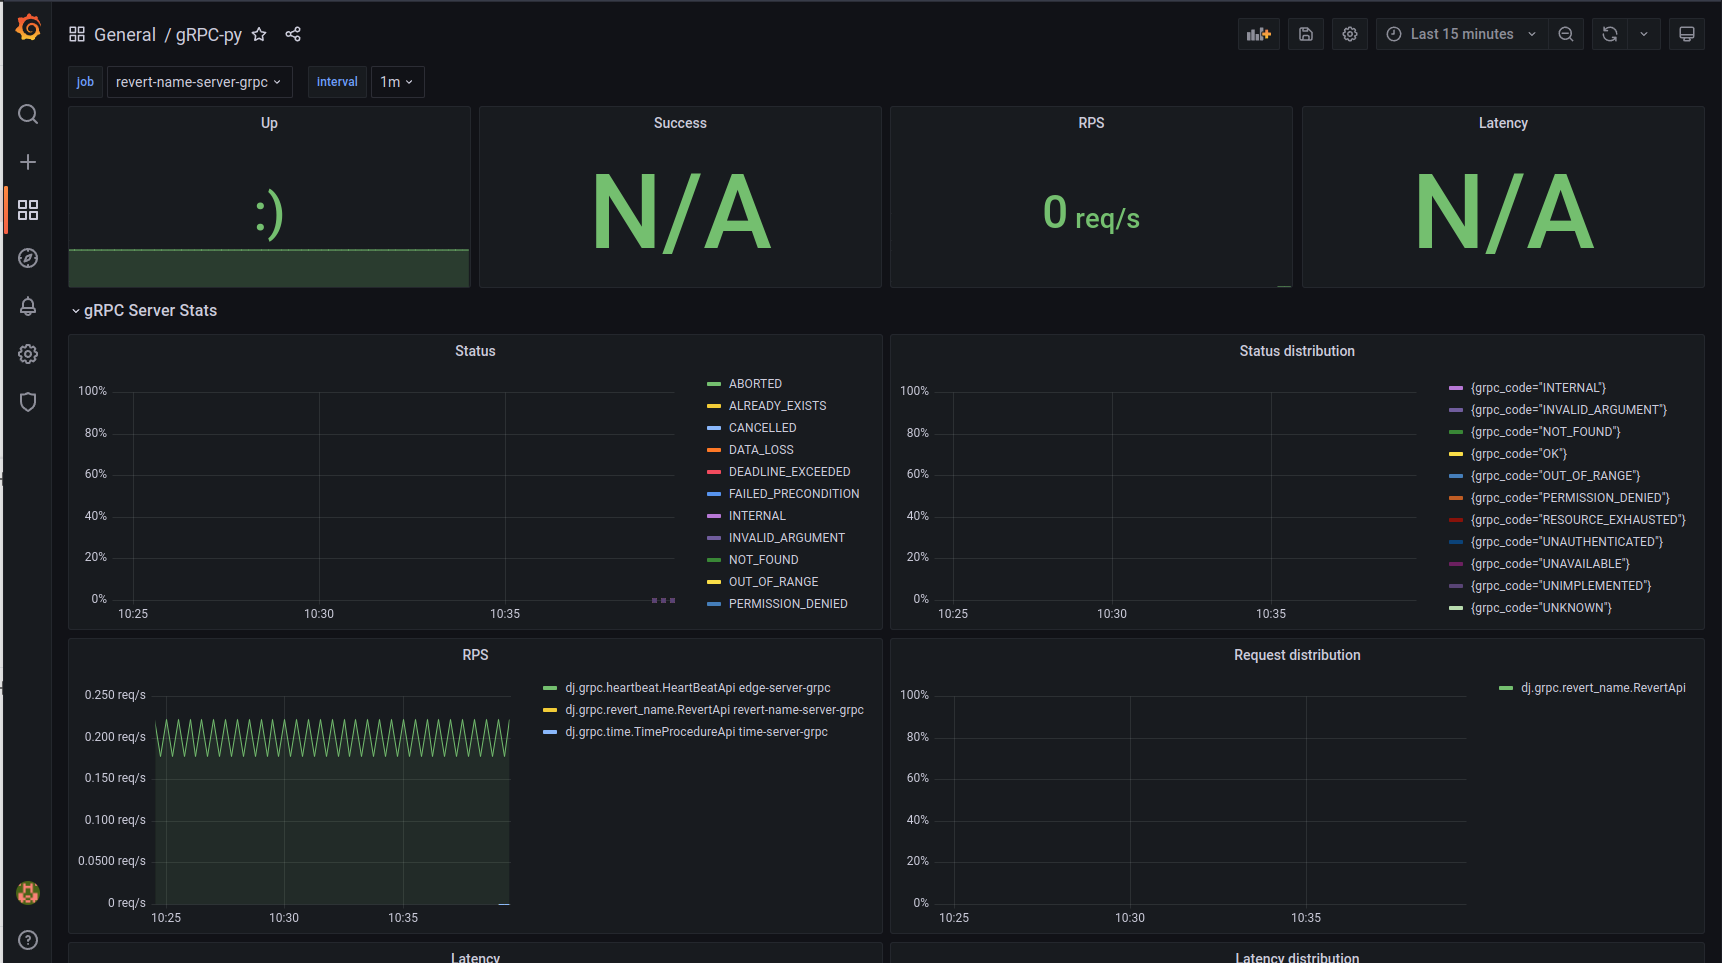 General / gRPC-py
Last 15 minutes
job
revert-name-server-grpc
interval
1m
Up
:)
Success
N/A
RPS
0 req/s
Latency
N/A
gRPC Server Stats
Status
100%
80%
60%
40%
20%
0%
10:25
10:30
10:35
ABORTED
ALREADY_EXISTS
CANCELLED
DATA_LOSS
DEADLINE_EXCEEDED
FAILED_PRECONDITION
INTERNAL
INVALID_ARGUMENT
NOT_FOUND
OUT_OF_RANGE
PERMISSION_DENIED
Status distribution
100%
80%
60%
40%
20%
0%
10:25
10:30
10:35
{grpc_code="INTERNAL"}
{grpc_code="INVALID_ARGUMENT"}
{grpc_code="NOT_FOUND"}
{grpc_code="OK"}
{grpc_code="OUT_OF_RANGE"}
{grpc_code="PERMISSION_DENIED"}
{grpc_code="RESOURCE_EXHAUSTED"}
{grpc_code="UNAUTHENTICATED"}
{grpc_code="UNAVAILABLE"}
{grpc_code="UNIMPLEMENTED"}
{grpc_code="UNKNOWN"}
RPS
0.250 req/s
0.200 req/s
0.150 req/s
0.100 req/s
0.0500 req/s
0 req/s
10:25
10:30
10:35
dj.grpc.heartbeat.HeartBeatApi edge-server-grpc
dj.grpc.revert_name.RevertApi revert-name-server-grpc
dj.grpc.time.TimeProcedureApi time-server-grpc
Request distribution
100%
80%
60%
40%
20%
0%
10:25
10:30
10:35
dj.grpc.revert_name.RevertApi
Latency
Latency distribution